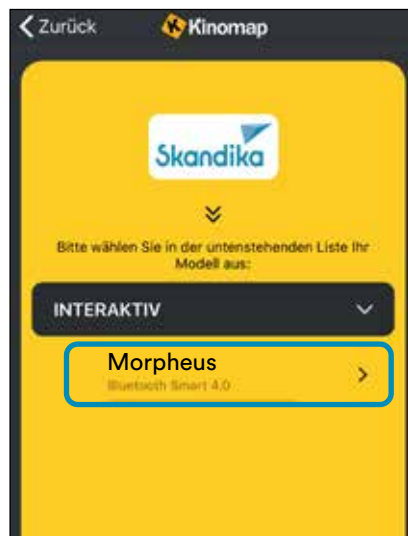 Zurück
Kinomap
Skandika
Bitte wählen Sie in der untenstehenden Liste Ihr
Modell aus:
INTERAKTIV
Morpheus
Bluetooth Smart 4.0